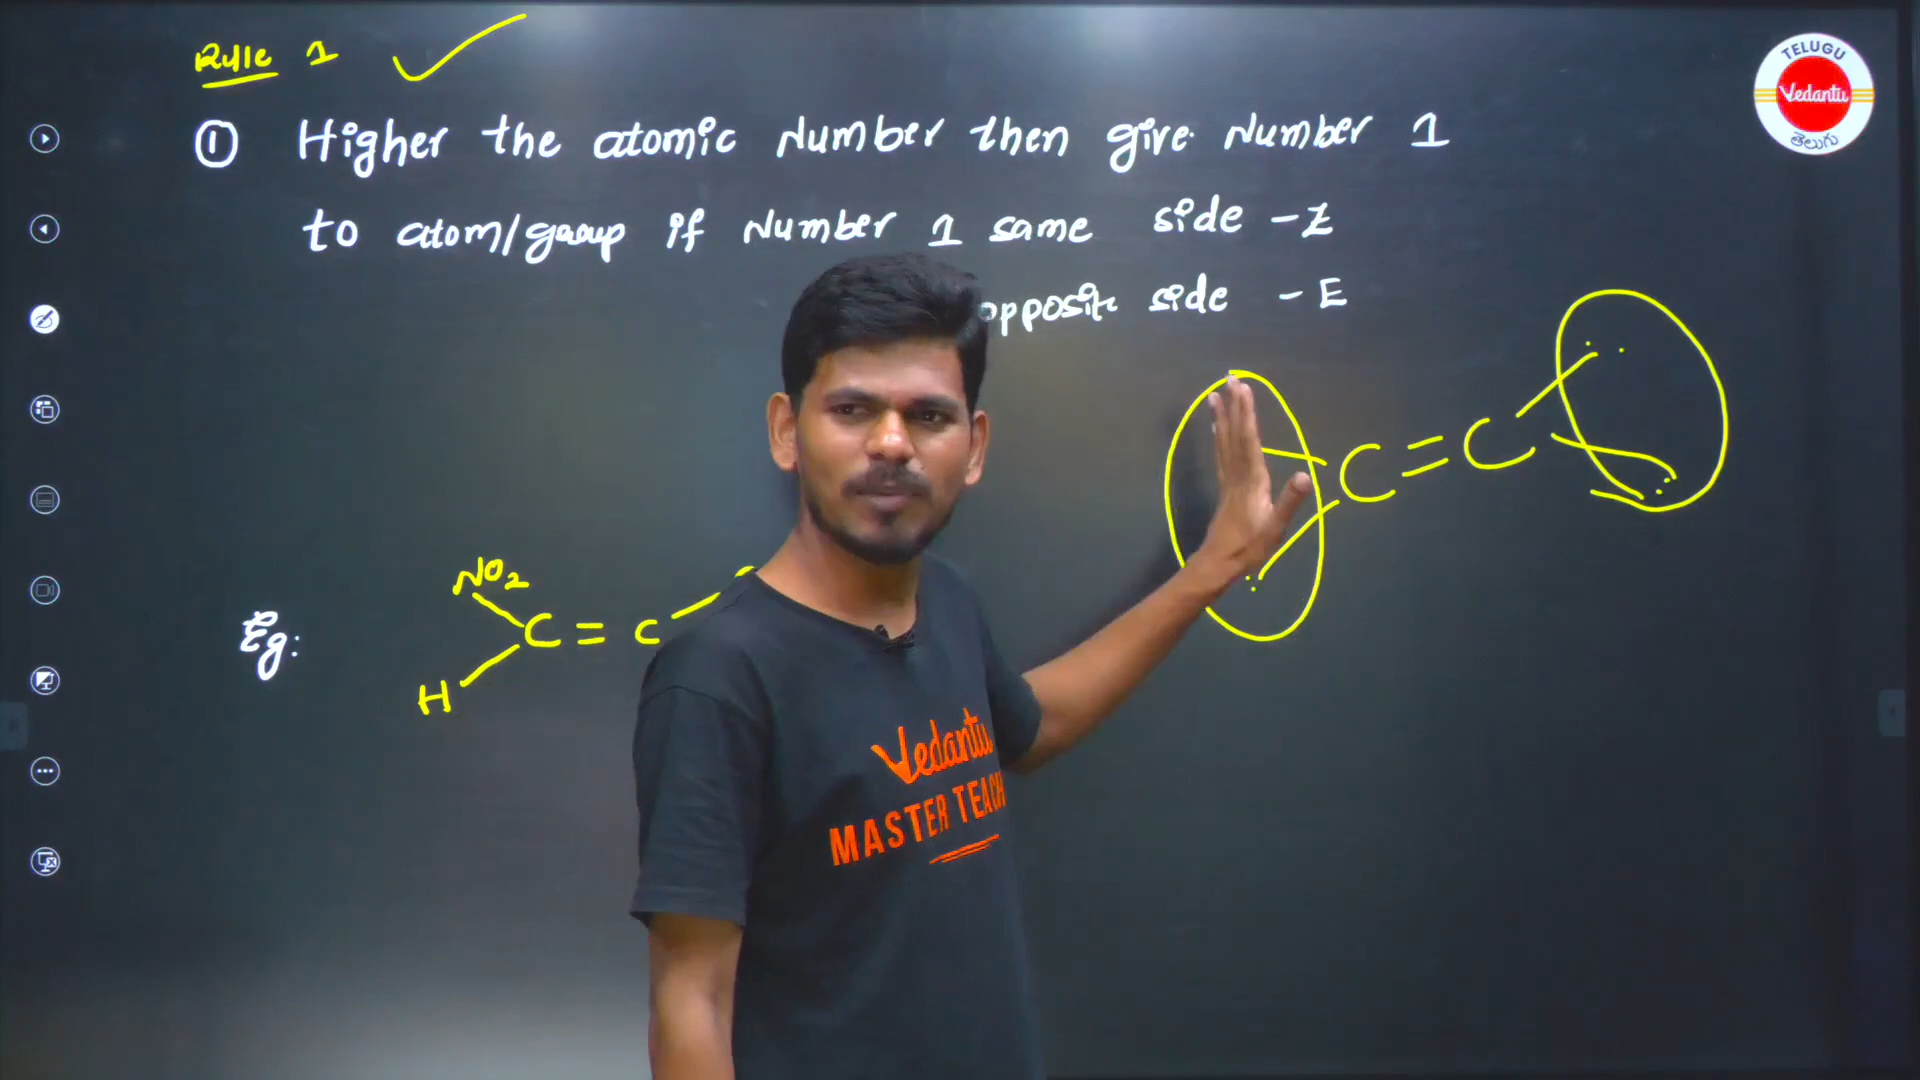 Rule 1
① Higher the atomic Number then give Number 1
to atom/group if Number 1 same side - Z
opposite side - E
C = C
Eg:
NO2
C = C
H
TELUGU
Vedantu
తెలుగు
Vedantu
MASTER TEACH